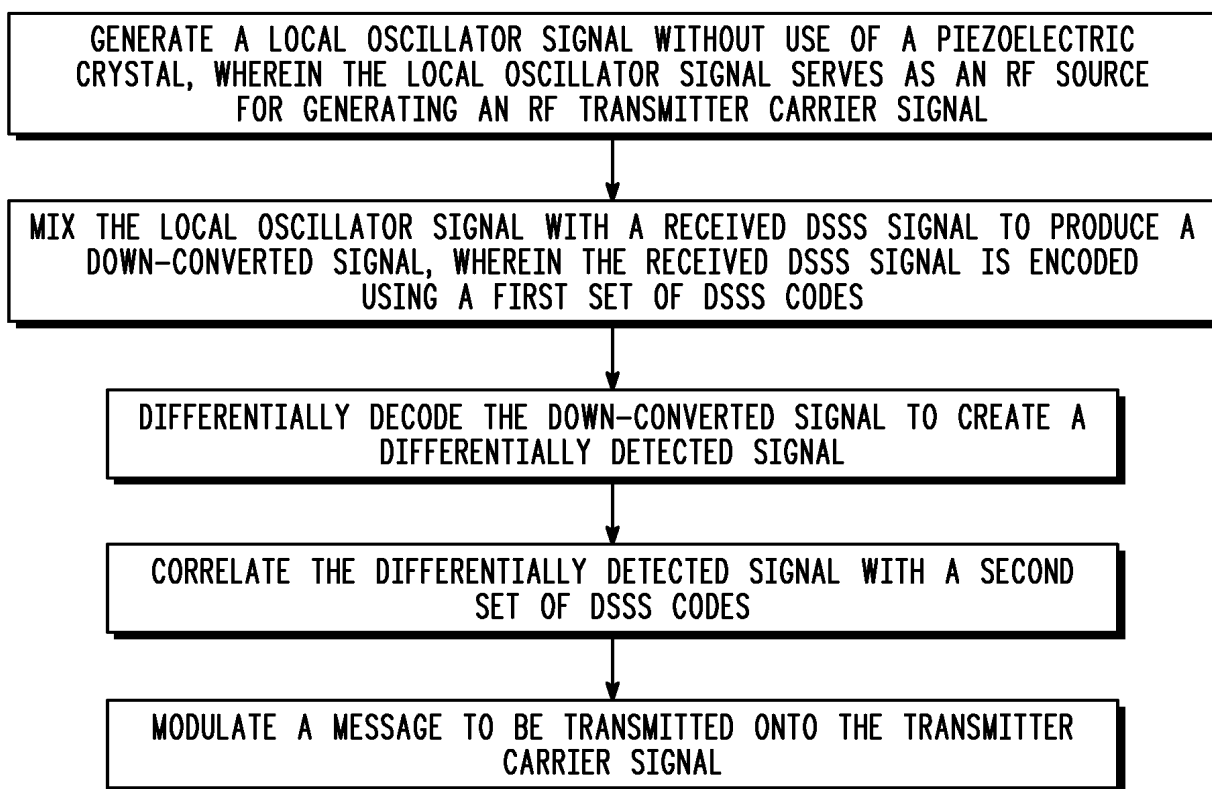 GENERATE A LOCAL OSCILLATOR SIGNAL WITHOUT USE OF A PIEZOELECTRIC
CRYSTAL, WHEREIN THE LOCAL OSCILLATOR SIGNAL SERVES AS AN RF SOURCE
FOR GENERATING AN RF TRANSMITTER CARRIER SIGNAL
MIX THE LOCAL OSCILLATOR SIGNAL WITH A RECEIVED DSSS SIGNAL TO PRODUCE A
DOWN-CONVERTED SIGNAL, WHEREIN THE RECEIVED DSSS SIGNAL IS ENCODED
USING A FIRST SET OF DSSS CODES
DIFFERENTIALLY DECODE THE DOWN-CONVERTED SIGNAL TO CREATE A
DIFFERENTIALLY DETECTED SIGNAL
CORRELATE THE DIFFERENTIALLY DETECTED SIGNAL WITH A SECOND
SET OF DSSS CODES
MODULATE A MESSAGE TO BE TRANSMITTED ONTO THE TRANSMITTER
CARRIER SIGNAL